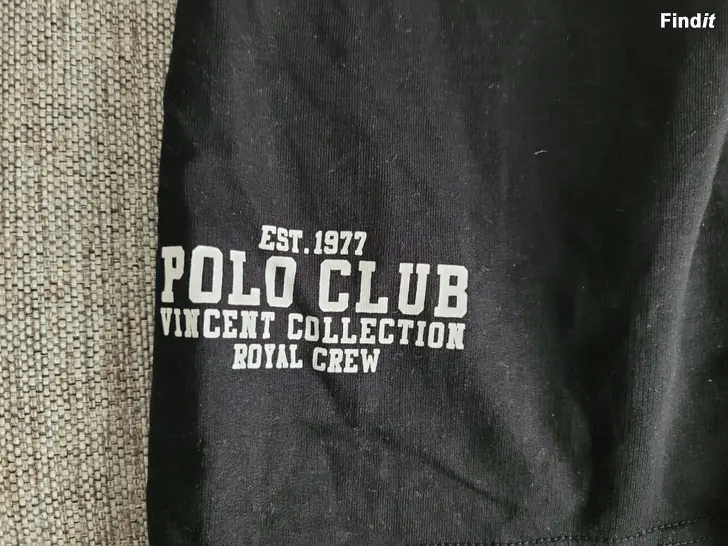 Findit
EST.1977
POLO CLUB
VINCENT COLLECTION
ROYAL CREW